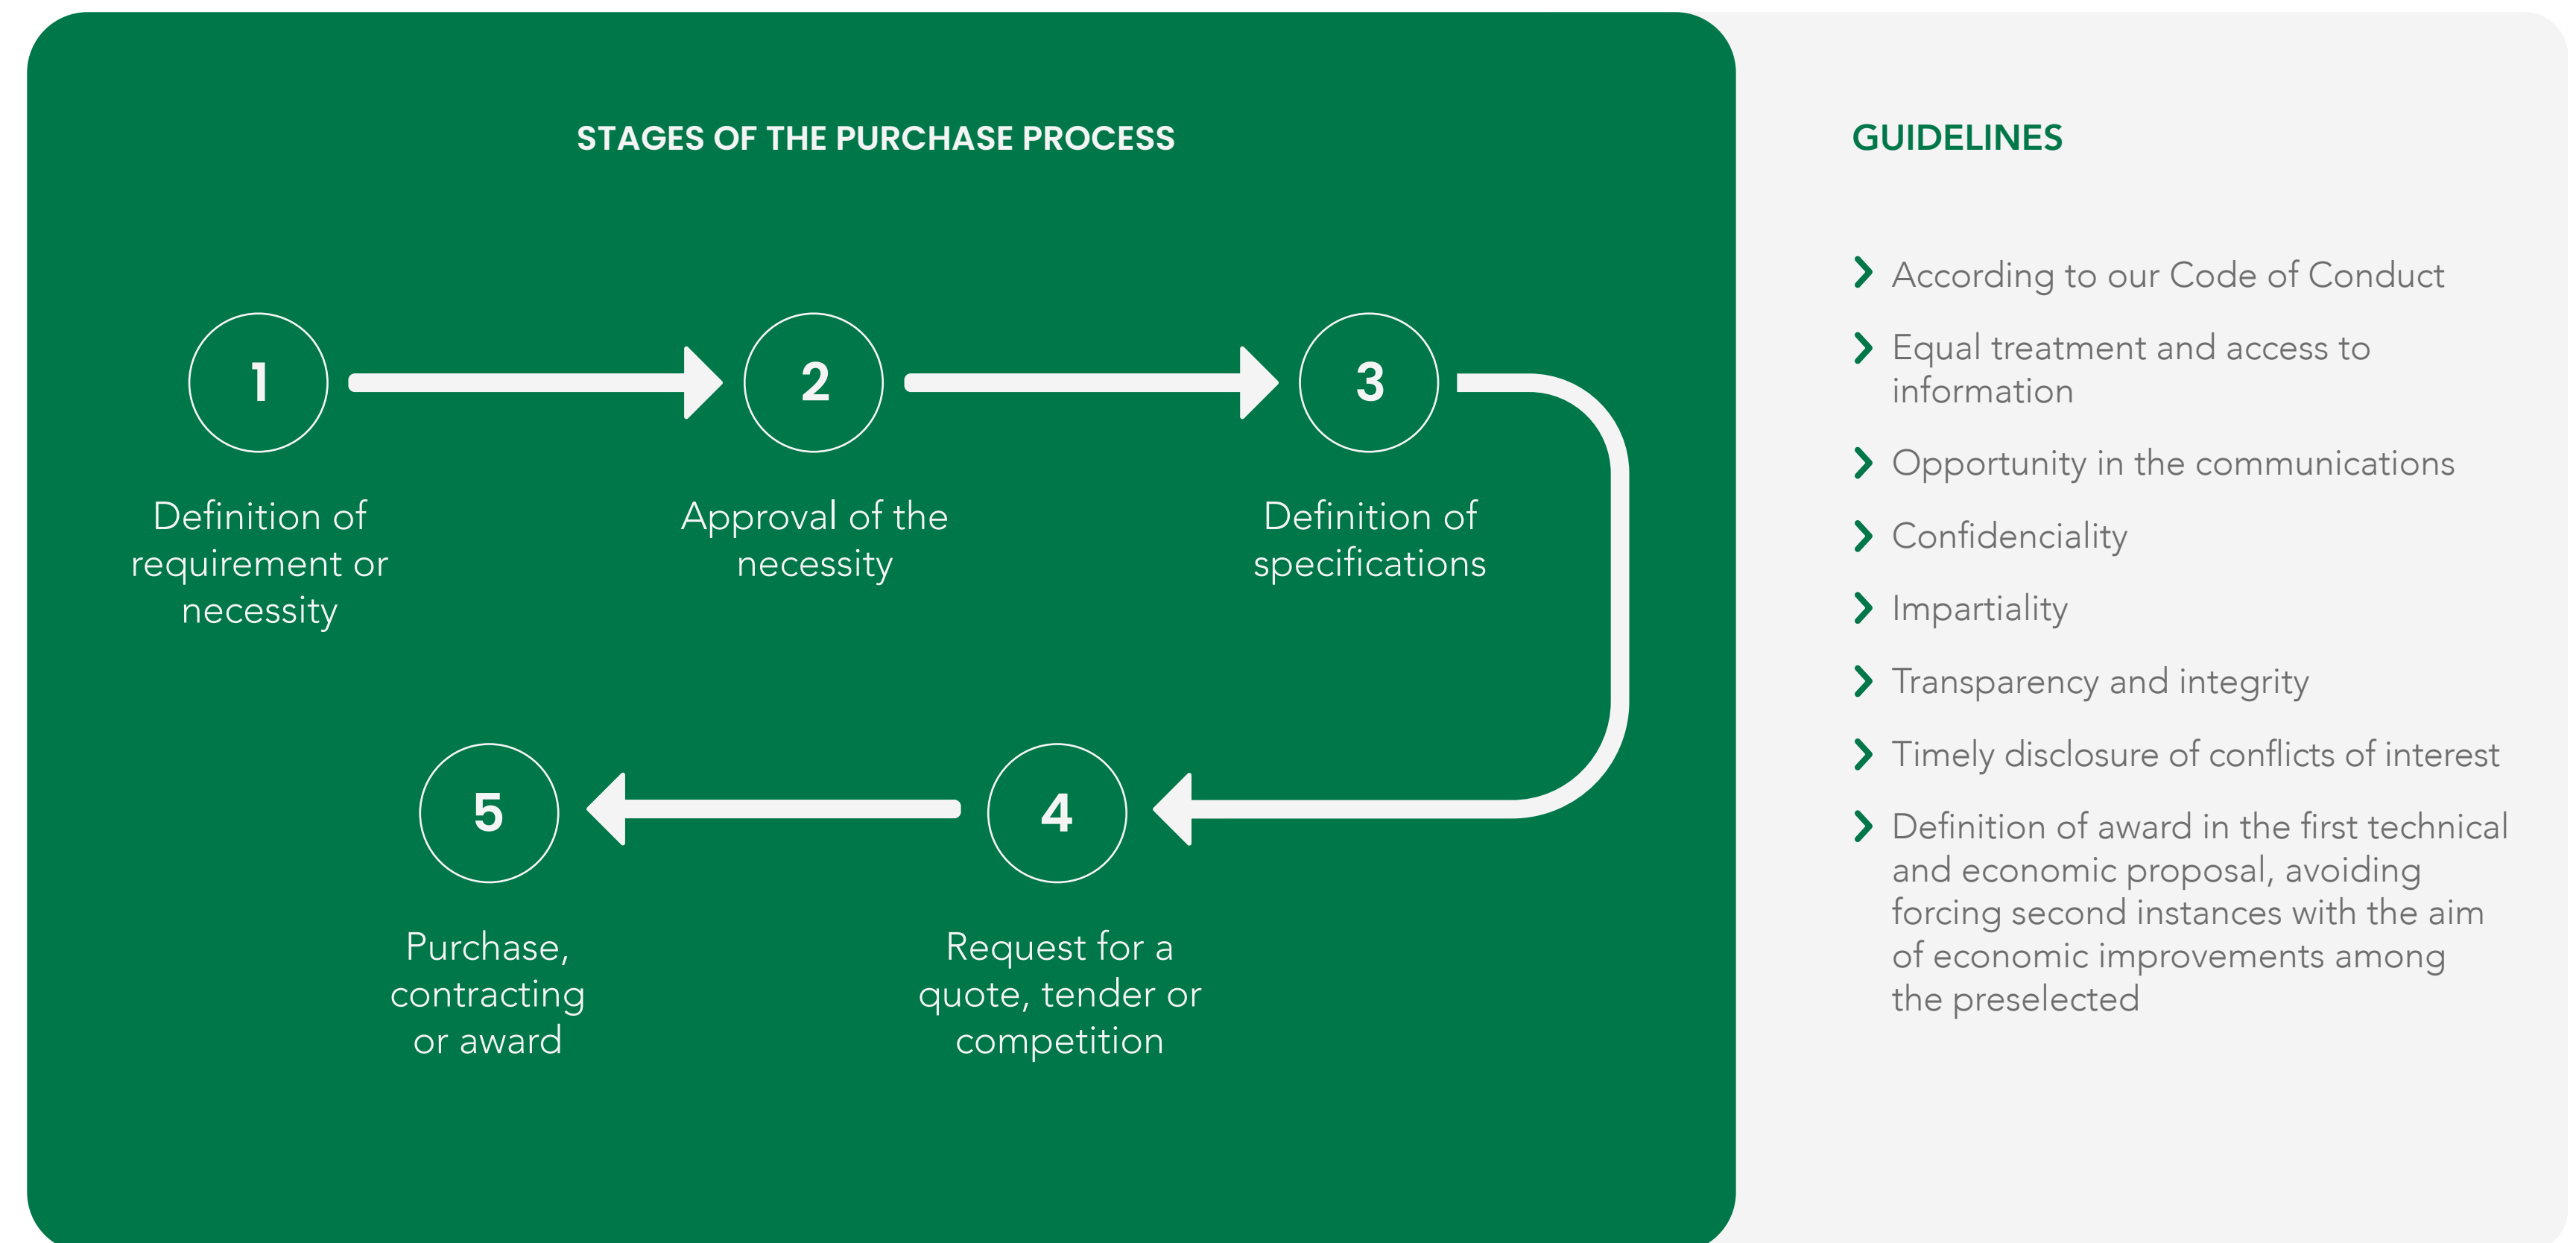 STAGES OF THE PURCHASE PROCESS
1
2
3
Definition of
requirement or
necessity
Approval of the
necessity
Definition of
specifications
5
4
Purchase,
contracting
or award
Request for a
quote, tender or
competition
GUIDELINES
According to our Code of Conduct
Equal treatment and access to
information
Opportunity in the communications
Confidenciality
Impartiality
Transparency and integrity
Timely disclosure of conflicts of interest
Definition of award in the first technical
and economic proposal, avoiding
forcing second instances with the aim
of economic improvements among
the preselected